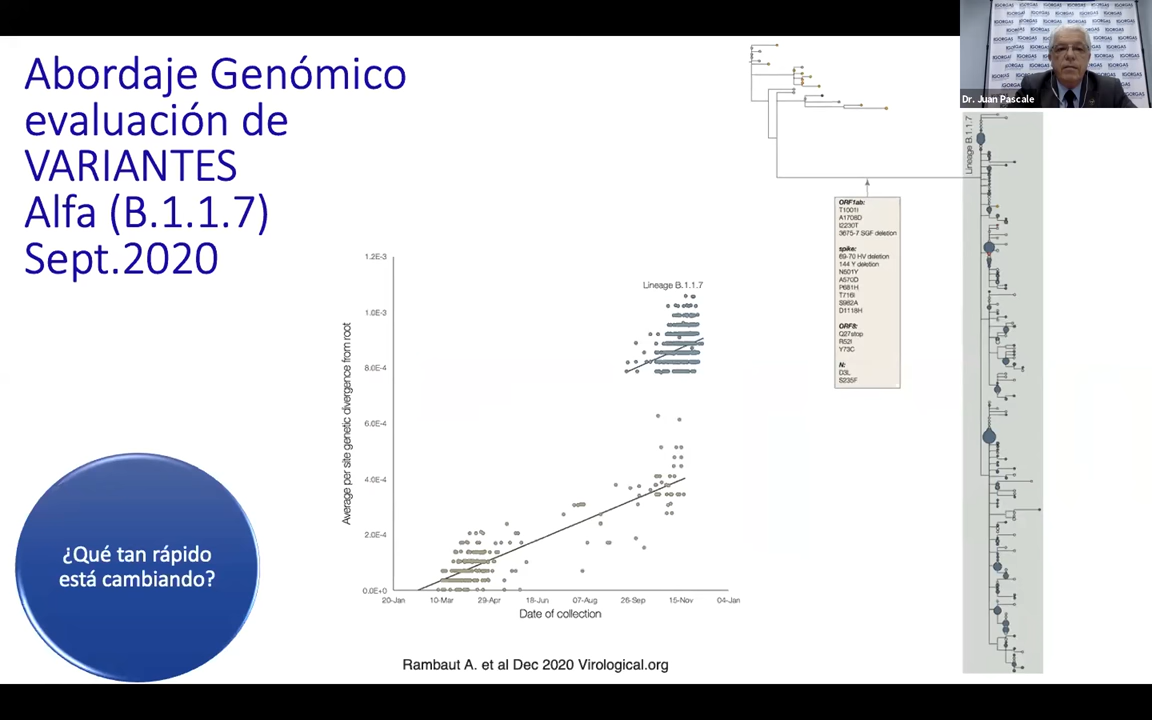 Abordaje Genómico
evaluación de
VARIANTES
Alfa (B.1.1.7)
Sept.2020
¿Qué tan rápido
está cambiando?
Average per site genetic divergence from root
1.2E-3
1.0E-3
8.0E-4
6.0E-4
4.0E-4
2.0E-4
0.0E+0
Lineage B.1.1.7
20-Jan 10-Mar 29-Apr 18-Jun 07-Aug 26-Sep 15-Nov 04-Jan
Date of collection
Rambaut A. et al Dec 2020 Virological.org
ORF1ab:
T1001I
A1708D
I2230T
3675-7 SGF deletion
spike:
69-70 HV deletion
144 Y deletion
N501Y
A570D
P681H
T716I
S982A
D1118H
ORF8:
Q27stop
R52I
Y73C
N:
D3L
S235F
Lineage B.1.1.7
IGORGAS
Dr. Juan Pascale